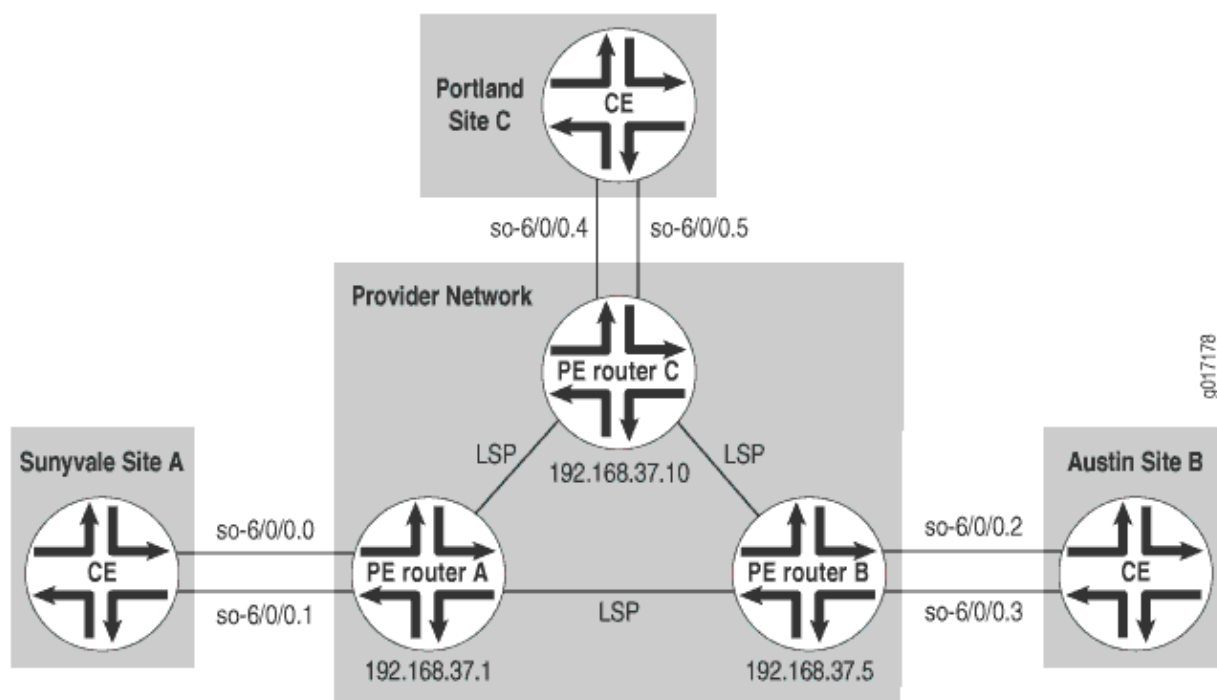 Portland
Site C
CE
so-6/0/0.4
so-6/0/0.5
Provider Network
PE router C
g017178
LSP
192.168.37.10
LSP
Sunyvale Site A
Austin Site B
so-6/0/0.0
so-6/0/0.2
CE
PE router A
PE router B
CE
so-6/0/0.1
LSP
so-6/0/0.3
192.168.37.1
192.168.37.5